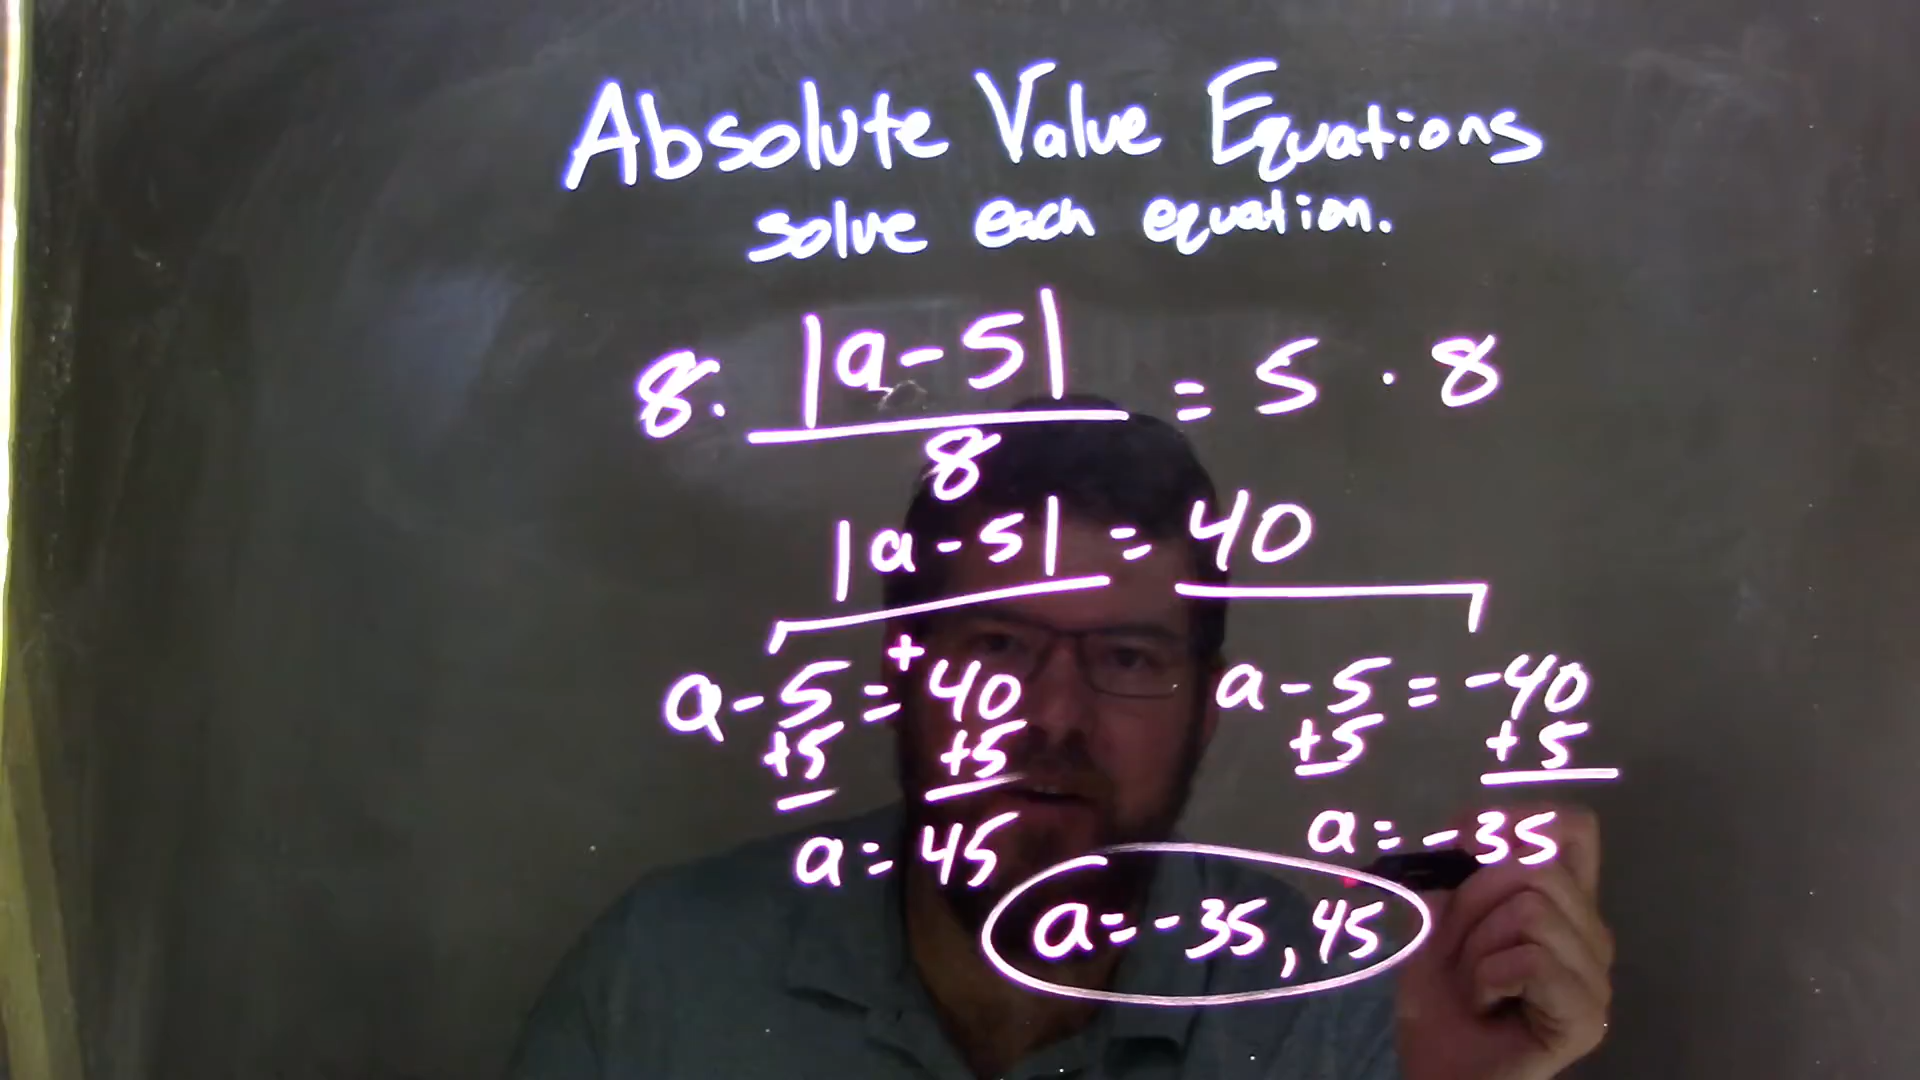 Absolute Value Equations
solve each equation.
8. |a-5| = 5 · 8
8
|a-5| = 40
a-5=+40 a-5=-40
+5 +5 +5 +5
a=45 a=-35
a=-35, 45